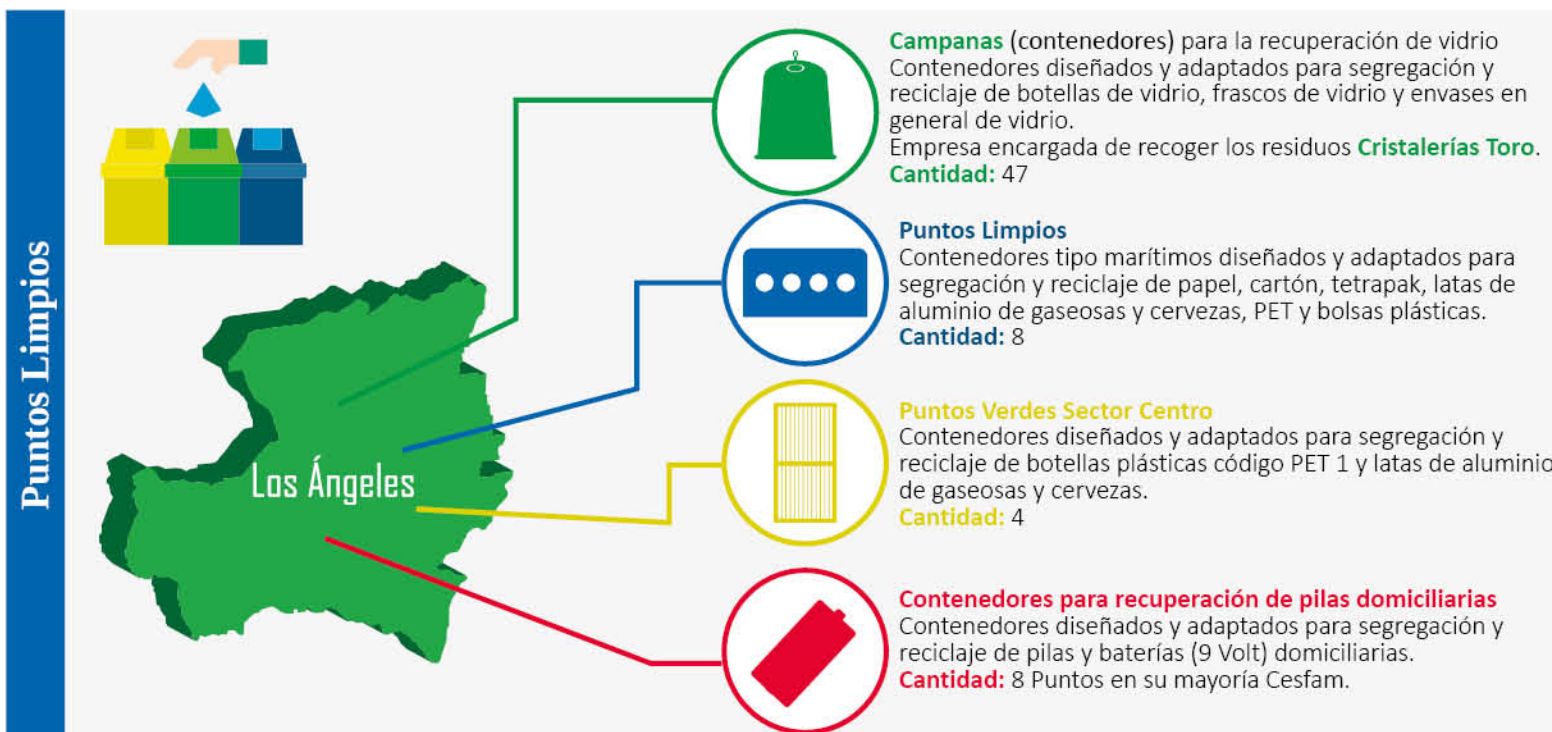 Puntos Limpios
Los Ángeles
Campanas (contenedores) para la recuperación de vidrio
Contenedores diseñados y adaptados para segregación y
reciclaje de botellas de vidrio, frascos de vidrio y envases en
general de vidrio.
Empresa encargada de recoger los residuos Cristalerías Toro.
Cantidad: 47
Puntos Limpios
Contenedores tipo marítimos diseñados y adaptados para
segregación y reciclaje de papel, cartón, tetrapak, latas de
aluminio de gaseosas y cervezas, PET y bolsas plásticas.
Cantidad: 8
Puntos Verdes Sector Centro
Contenedores diseñados y adaptados para segregación y
reciclaje de botellas plásticas código PET 1 y latas de aluminio
de gaseosas y cervezas.
Cantidad: 4
Contenedores para recuperación de pilas domiciliarias
Contenedores diseñados y adaptados para segregación y
reciclaje de pilas y baterías (9 Volt) domiciliarias.
Cantidad: 8 Puntos en su mayoría Cesfam.